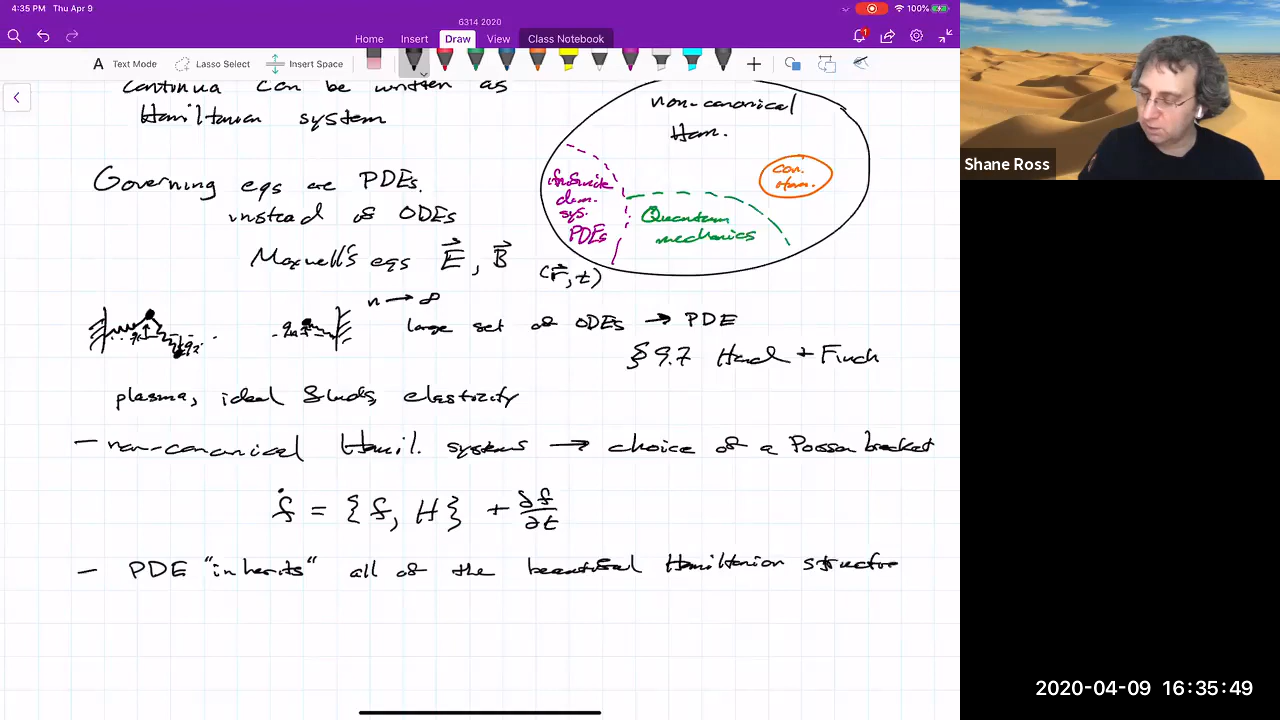 4:35 PM Thu Apr 9
100%
6314 2020
Home Insert Draw View Class Notebook
Text Mode
Lasso Select
Insert Space
continua can be written as
Hamiltonian system
Governing eqs are PDEs.
instead of ODEs
Maxwell's eqs E⃗, B⃗ (r⃗, t)
non-canonical
Ham.
can.
Ham.
infinite
dim.
sys.
PDEs
Quantum
mechanics
n → ∞
large set of ODEs → PDE
§ 9.7 Hand + Finch
plasma, ideal fluids, elasticity
- non-canonical Hamil. systems → choice of a Poisson bracket
ḟ = {f, H} + ∂f/∂t
- PDE "inherits" all of the beautiful Hamiltonian structure
Shane Ross
2020-04-09 16:35:49